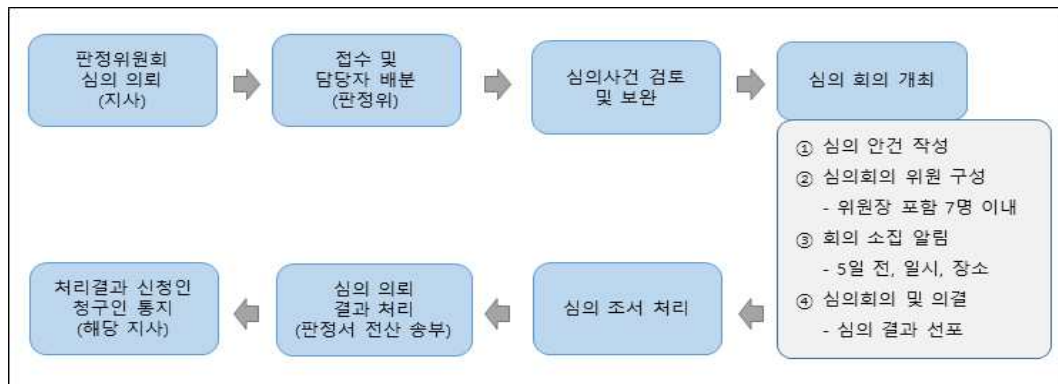 판정위원회
심의 의뢰
(지사)
접수 및
담당자 배분
(판정위)
심의사건 검토
및 보완
심의 회의 개최
① 심의 안건 작성
② 심의회의 위원 구성
- 위원장 포함 7명 이내
③ 회의 소집 알림
- 5일 전, 일시, 장소
④ 심의회의 및 의결
- 심의 결과 선포
심의 조서 처리
심의 의뢰
결과 처리
(판정서 전산 송부)
처리결과 신청인
청구인 통지
(해당 지사)